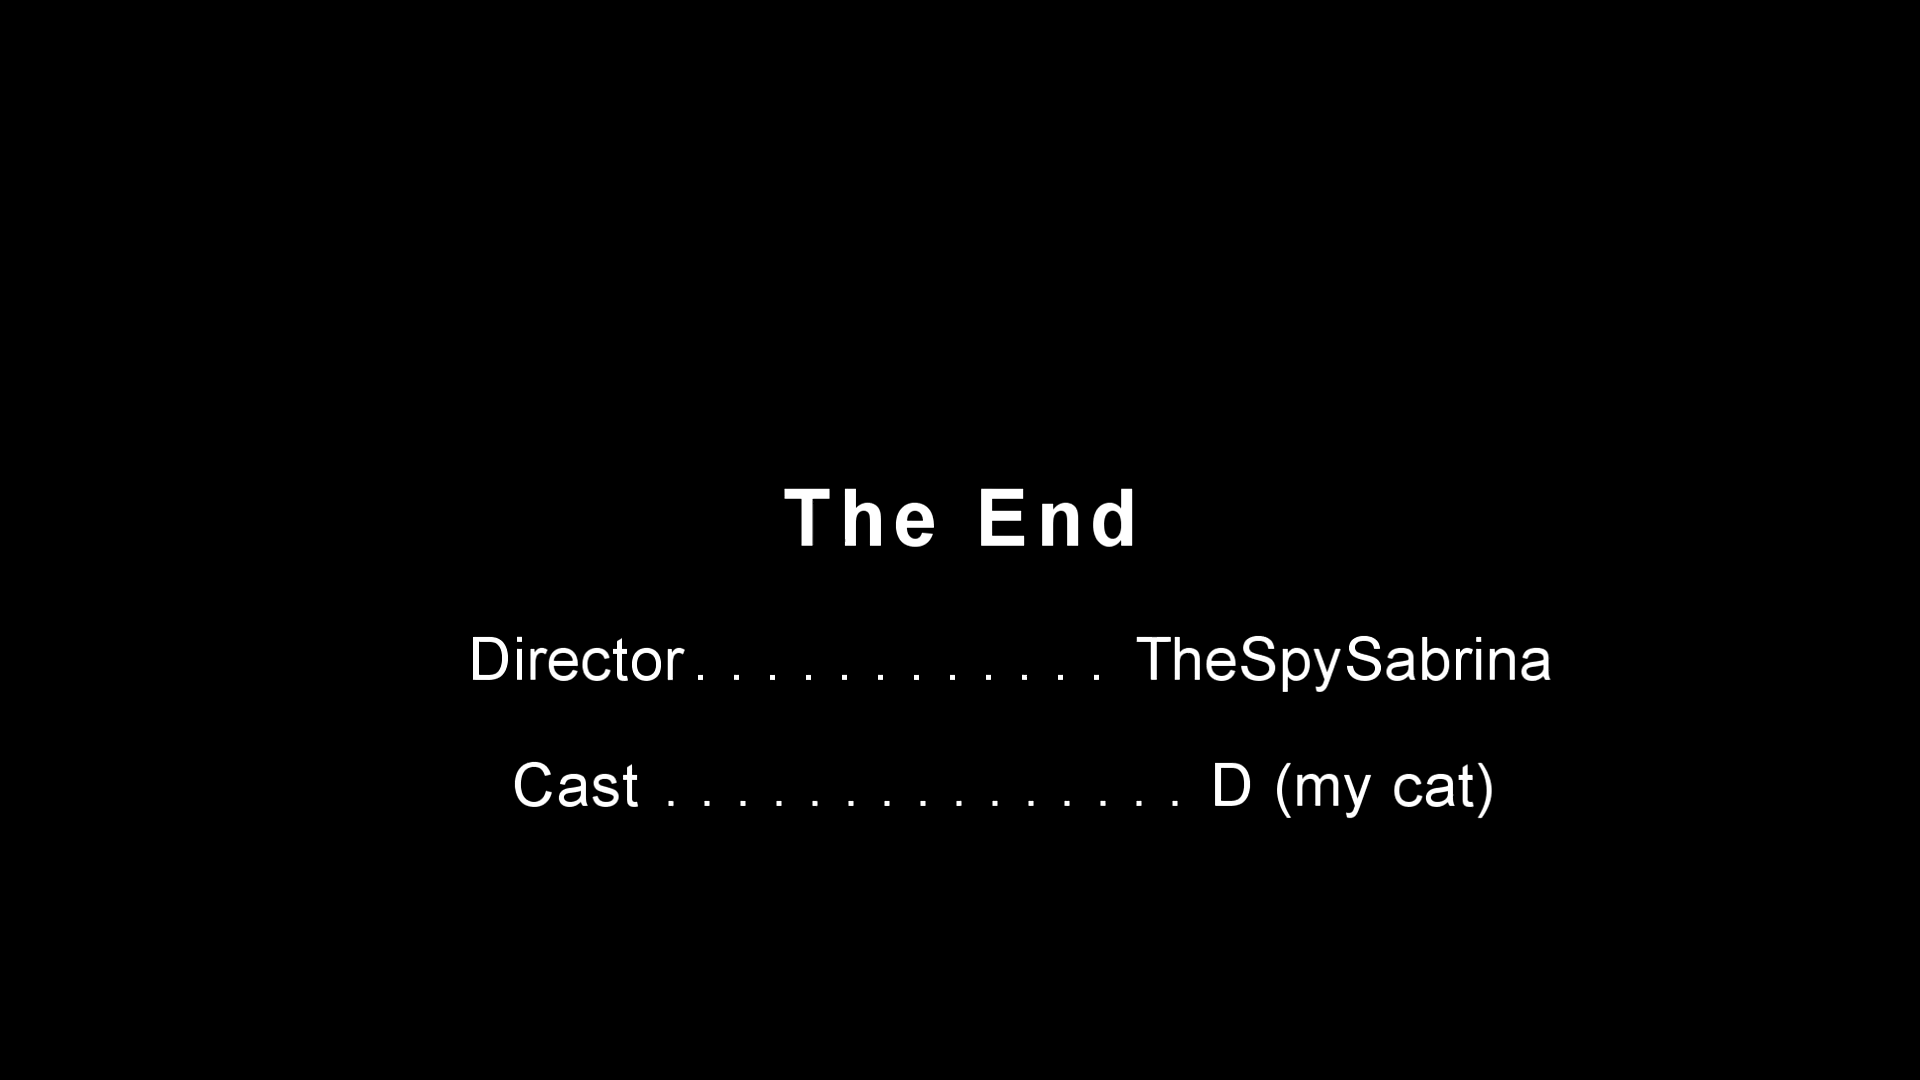 The End
Director. . . . . . . . . . . . TheSpySabrina
Cast . . . . . . . . . . . . . . . D (my cat)